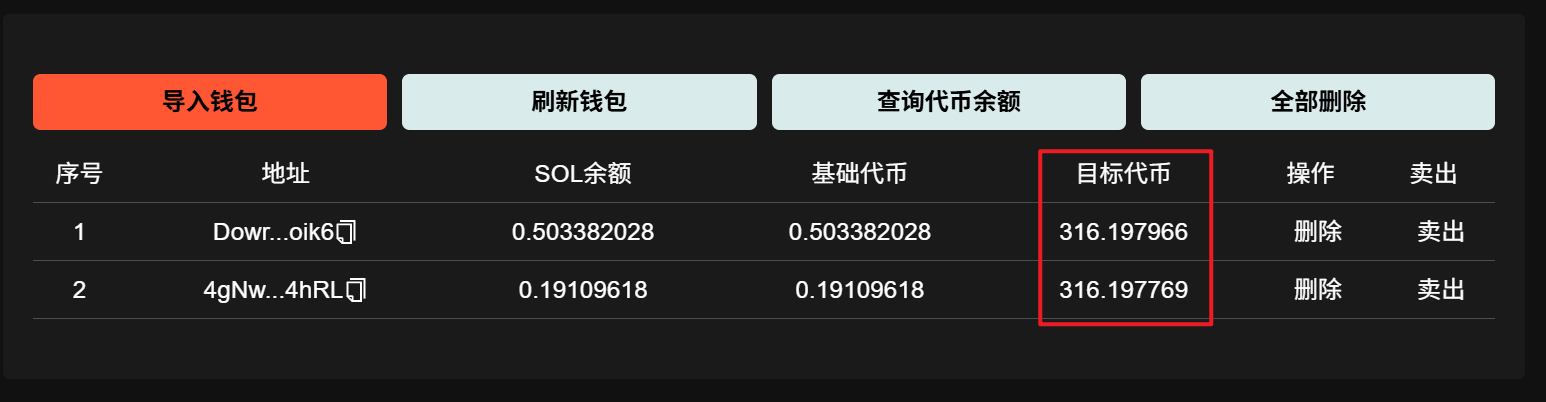 导入钱包 刷新钱包 查询代币余额 全部删除
序号 地址 SOL余额 基础代币 目标代币 操作 卖出
1 Dowr...oik6 0.503382028 0.503382028 316.197966 删除 卖出
2 4gNw...4hRL 0.19109618 0.19109618 316.197769 删除 卖出